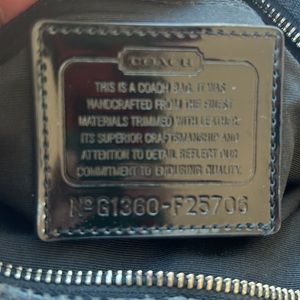 COACH
THIS IS A COACH BAG. IT WAS
HANDCRAFTED FROM THE FINEST
MATERIALS TRIMMED WITH LEATHER.
ITS SUPERIOR CRAFTSMANSHIP AND
ATTENTION TO DETAIL REFLECT OUR
COMMITMENT TO ENDURING QUALITY.
Nº G1360-F25706